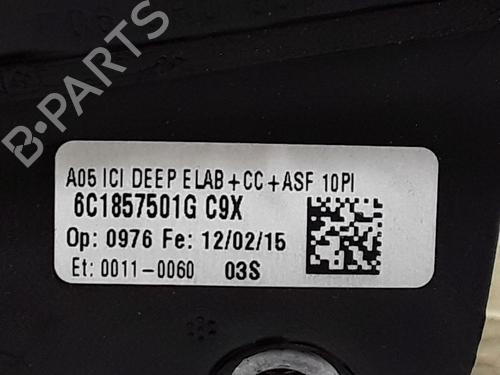 A05 ICI DEEP ELAB+CC+ASF 10PI
6C1857501G C9X
Op: 0976 Fe: 12/02/15
Et: 0011-0060 03S
B-PARTS